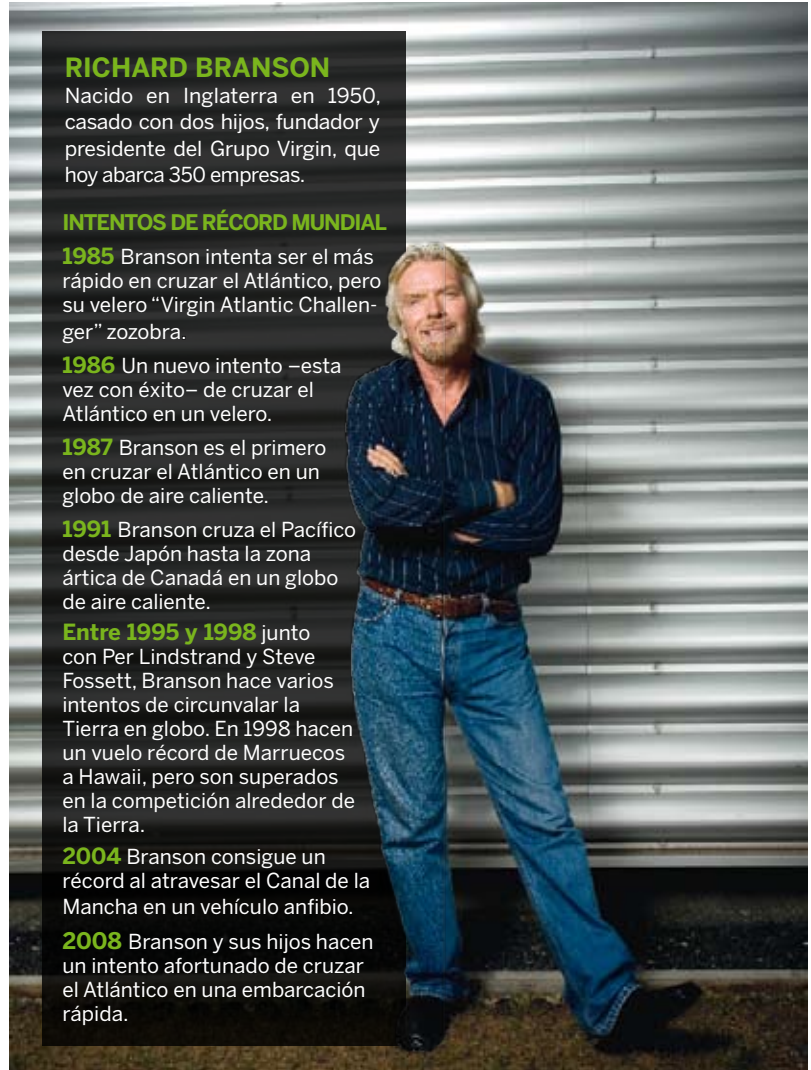 RICHARD BRANSON
Nacido en Inglaterra en 1950,
casado con dos hijos, fundador y
presidente del Grupo Virgin, que
hoy abarca 350 empresas.
INTENTOS DE RÉCORD MUNDIAL
1985 Branson intenta ser el más
rápido en cruzar el Atlántico, pero
su velero “Virgin Atlantic Challen-
ger” zozobra.
1986 Un nuevo intento –esta
vez con éxito– de cruzar el
Atlántico en un velero.
1987 Branson es el primero
en cruzar el Atlántico en un
globo de aire caliente.
1991 Branson cruza el Pacífico
desde Japón hasta la zona
ártica de Canadá en un globo
de aire caliente.
Entre 1995 y 1998 junto
con Per Lindstrand y Steve
Fossett, Branson hace varios
intentos de circunvalar la
Tierra en globo. En 1998 hacen
un vuelo récord de Marruecos
a Hawaii, pero son superados
en la competición alrededor de
la Tierra.
2004 Branson consigue un
récord al atravesar el Canal de la
Mancha en un vehículo anfibio.
2008 Branson y sus hijos hacen
un intento afortunado de cruzar
el Atlántico en una embarcación
rápida.